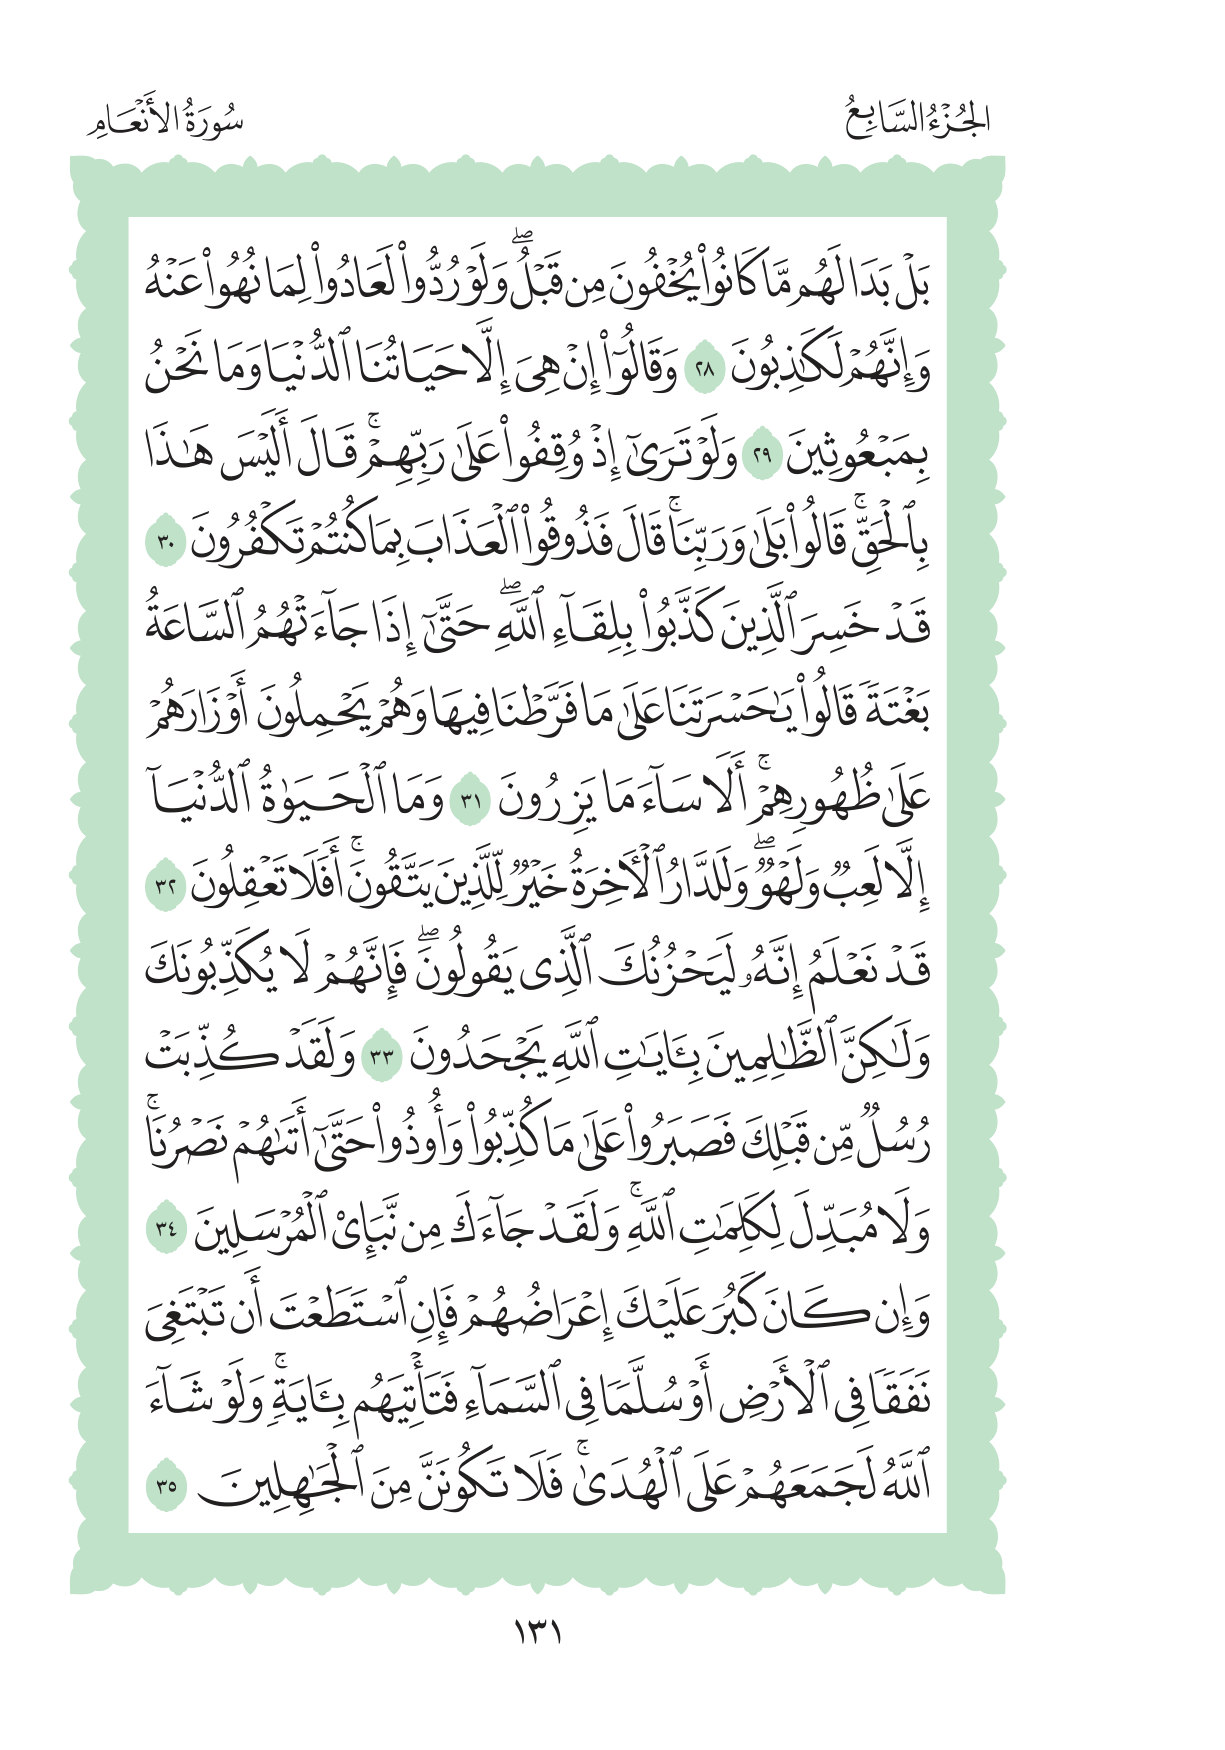 الجُزْءُ السَّابِعُ
سُورَةُ الأَنْعَامِ
بَلْ بَدَا لَهُم مَّا كَانُوا۟ يُخْفُونَ مِن قَبْلُ ۖ وَلَوْ رُدُّوا۟ لَعَادُوا۟ لِمَا نُهُوا۟ عَنْهُ
وَإِنَّهُمْ لَكَـٰذِبُونَ ٢٨ وَقَالُوٓا۟ إِنْ هِىَ إِلَّا حَيَاتُنَا ٱلدُّنْيَا وَمَا نَحْنُ
بِمَبْعُوثِينَ ٢٩ وَلَوْ تَرَىٰٓ إِذْ وُقِفُوا۟ عَلَىٰ رَبِّهِمْ ۚ قَالَ أَلَيْسَ هَـٰذَا
بِٱلْحَقِّ ۚ قَالُوا۟ بَلَىٰ وَرَبِّنَا ۚ قَالَ فَذُوقُوا۟ ٱلْعَذَابَ بِمَا كُنتُمْ تَكْفُرُونَ ٣٠
قَدْ خَسِرَ ٱلَّذِينَ كَذَّبُوا۟ بِلِقَآءِ ٱللَّهِ ۖ حَتَّىٰٓ إِذَا جَآءَتْهُمُ ٱلسَّاعَةُ
بَغْتَةً قَالُوا۟ يَـٰحَسْرَتَنَا عَلَىٰ مَا فَرَّطْنَا فِيهَا وَهُمْ يَحْمِلُونَ أَوْزَارَهُمْ
عَلَىٰ ظُهُورِهِمْ ۚ أَلَا سَآءَ مَا يَزِرُونَ ٣١ وَمَا ٱلْحَيَوٰةُ ٱلدُّنْيَآ
إِلَّا لَعِبٌ وَلَهْوٌ ۖ وَلَلدَّارُ ٱلْـَٔاخِرَةُ خَيْرٌ لِّلَّذِينَ يَتَّقُونَ ۚ أَفَلَا تَعْقِلُونَ ٣٢
قَدْ نَعْلَمُ إِنَّهُۥ لَيَحْزُنُكَ ٱلَّذِى يَقُولُونَ ۖ فَإِنَّهُمْ لَا يُكَذِّبُونَكَ
وَلَـٰكِنَّ ٱلظَّـٰلِمِينَ بِـَٔايَـٰتِ ٱللَّهِ يَجْحَدُونَ ٣٣ وَلَقَدْ كُذِّبَتْ
رُسُلٌ مِّن قَبْلِكَ فَصَبَرُوا۟ عَلَىٰ مَا كُذِّبُوا۟ وَأُوذُوا۟ حَتَّىٰٓ أَتَىٰهُمْ نَصْرُنَا ۚ
وَلَا مُبَدِّلَ لِكَلِمَـٰتِ ٱللَّهِ ۚ وَلَقَدْ جَآءَكَ مِن نَّبَإِى۟ ٱلْمُرْسَلِينَ ٣٤
وَإِن كَانَ كَبُرَ عَلَيْكَ إِعْرَاضُهُمْ فَإِنِ ٱسْتَطَعْتَ أَن تَبْتَغِىَ
نَفَقًا فِى ٱلْأَرْضِ أَوْ سُلَّمًا فِى ٱلسَّمَآءِ فَتَأْتِيَهُم بِـَٔايَةٍ ۚ وَلَوْ شَآءَ
ٱللَّهُ لَجَمَعَهُمْ عَلَى ٱلْهُدَىٰ ۚ فَلَا تَكُونَنَّ مِنَ ٱلْجَـٰهِلِينَ ٣٥
١٣١